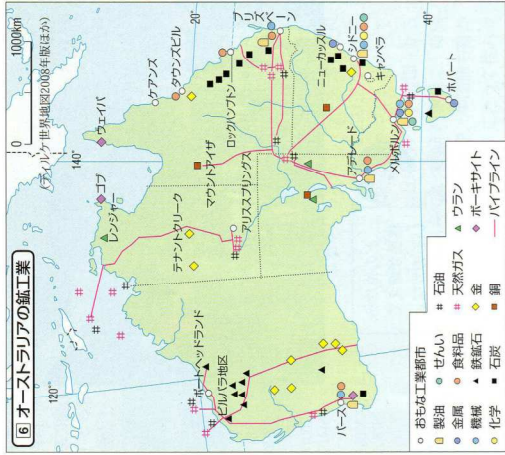 6 オーストラリアの鉱工業
0 1000km
(ディルケ世界地図2008年版ほか)
120°
140°
20°
40°
ゴブ
ウェイパ
レンジャー
ケアンズ
タウンズビル
テナントクリーク
マウントアイザ
ロックハンプトン
アリススプリングス
ブリズベーン
ポートヘッドランド
ピルバラ地区
パース
ニューカッスル
シドニー
キャンベラ
アデレード
メルボルン
ホバート
おもな工業都市
製油
せんい
金属
食料品
機械
鉄鉱石
化学
石炭
石油
天然ガス
金
銅
ウラン
ボーキサイト
パイプライン